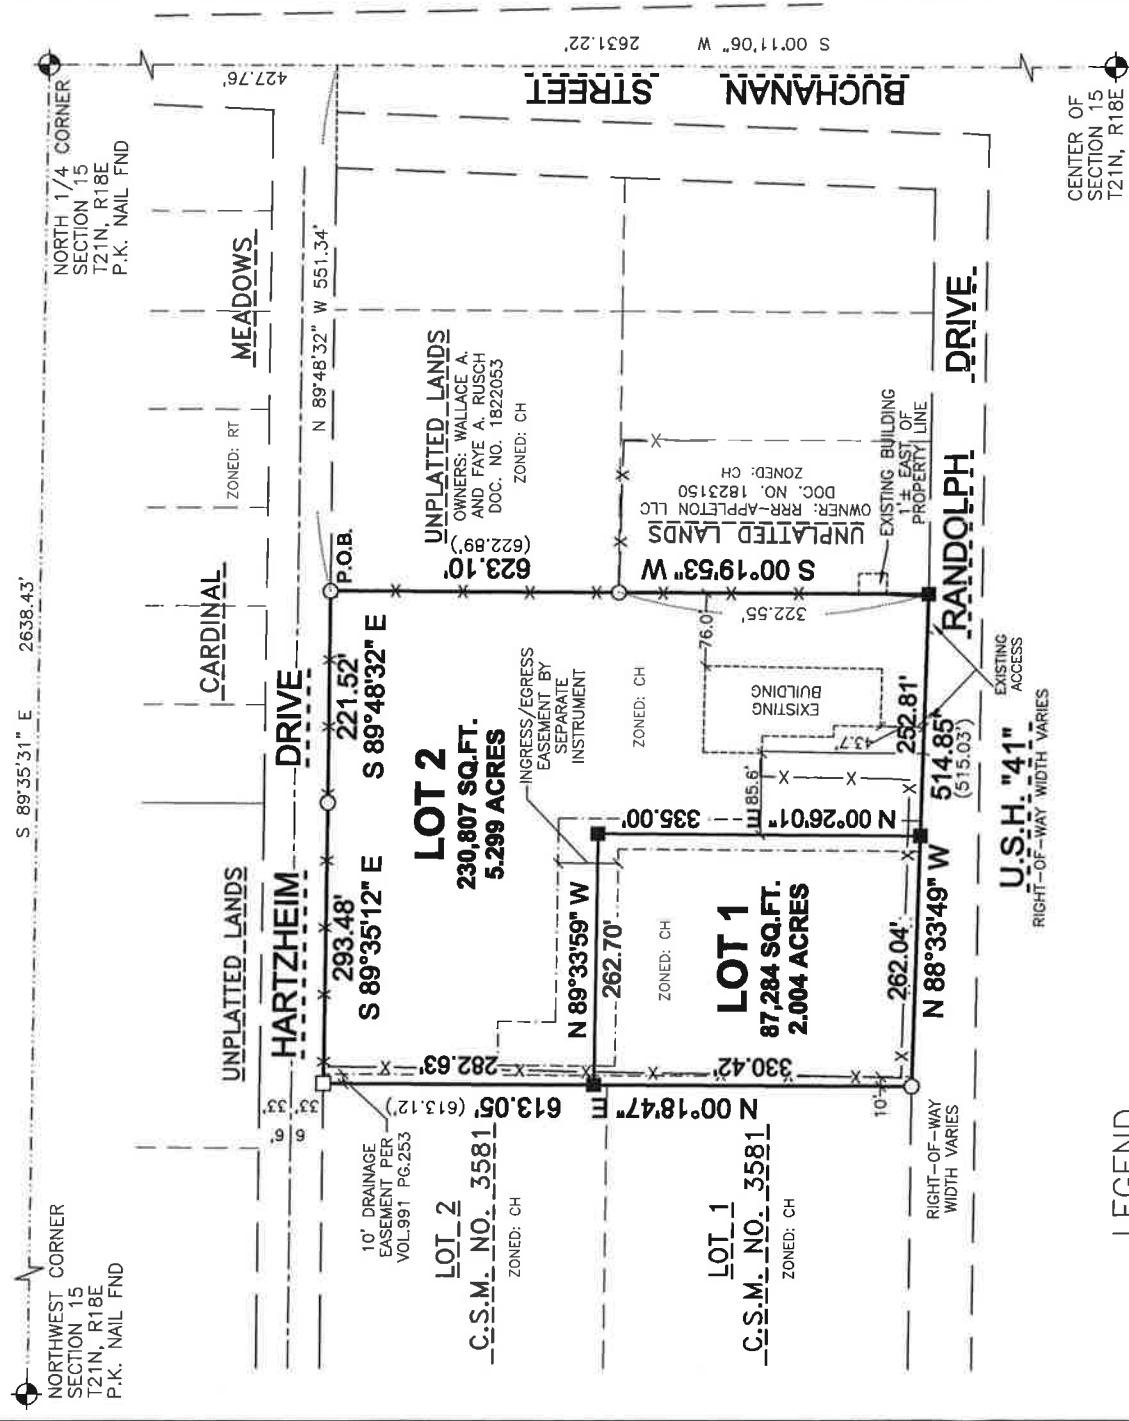 S 89°35'31" E 2638.43'
NORTHWEST CORNER
SECTION 15
T21N, R18E
P.K. NAIL FND
NORTH 1/4 CORNER
SECTION 15
T21N, R18E
P.K. NAIL FND
UNPLATTED LANDS
CARDINAL
MEADOWS
ZONED: RT
427.76'
HARTZHEIM DRIVE
33'
33'
66'
N 89°48'32" W 551.34'
P.O.B.
293.48'
S 89°35'12" E
221.52'
S 89°48'32" E
10' DRAINAGE
EASEMENT PER
VOL.991 PG.253
LOT 2
C.S.M. NO. 3581
ZONED: CH
282.63'
613.05'
(613.12')
N 00°18'47" E
330.42'
10'
LOT 2
230,807 SQ.FT.
5.299 ACRES
INGRESS/EGRESS
EASEMENT BY
SEPARATE
INSTRUMENT
ZONED: CH
UNPLATTED LANDS
OWNERS: WALLACE A.
AND FAYE A. RUSCH
DOC. NO. 1822053
ZONED: CH
623.10'
(622.89')
S 00°19'53" W
322.55'
S 00°11'06" W 2631.22'
BUCHANAN STREET
N 89°33'59" W
262.70'
335.00'
N 00°26'01" E
LOT 1
87,284 SQ.FT.
2.004 ACRES
ZONED: CH
LOT 1
C.S.M. NO. 3581
ZONED: CH
EXISTING
BUILDING
76.0'
85.6'
43.7'
UNPLATTED LANDS
OWNER: RRR-APPLETON LLC
DOC. NO. 1823150
ZONED: CH
EXISTING BUILDING
1'± EAST OF
PROPERTY LINE
262.04'
N 88°33'49" W
252.81'
514.85'
(515.03')
EXISTING
ACCESS
RANDOLPH DRIVE
U.S.H. "41"
RIGHT-OF-WAY WIDTH VARIES
RIGHT-OF-WAY
WIDTH VARIES
CENTER OF
SECTION 15
T21N, R18E
LEGEND